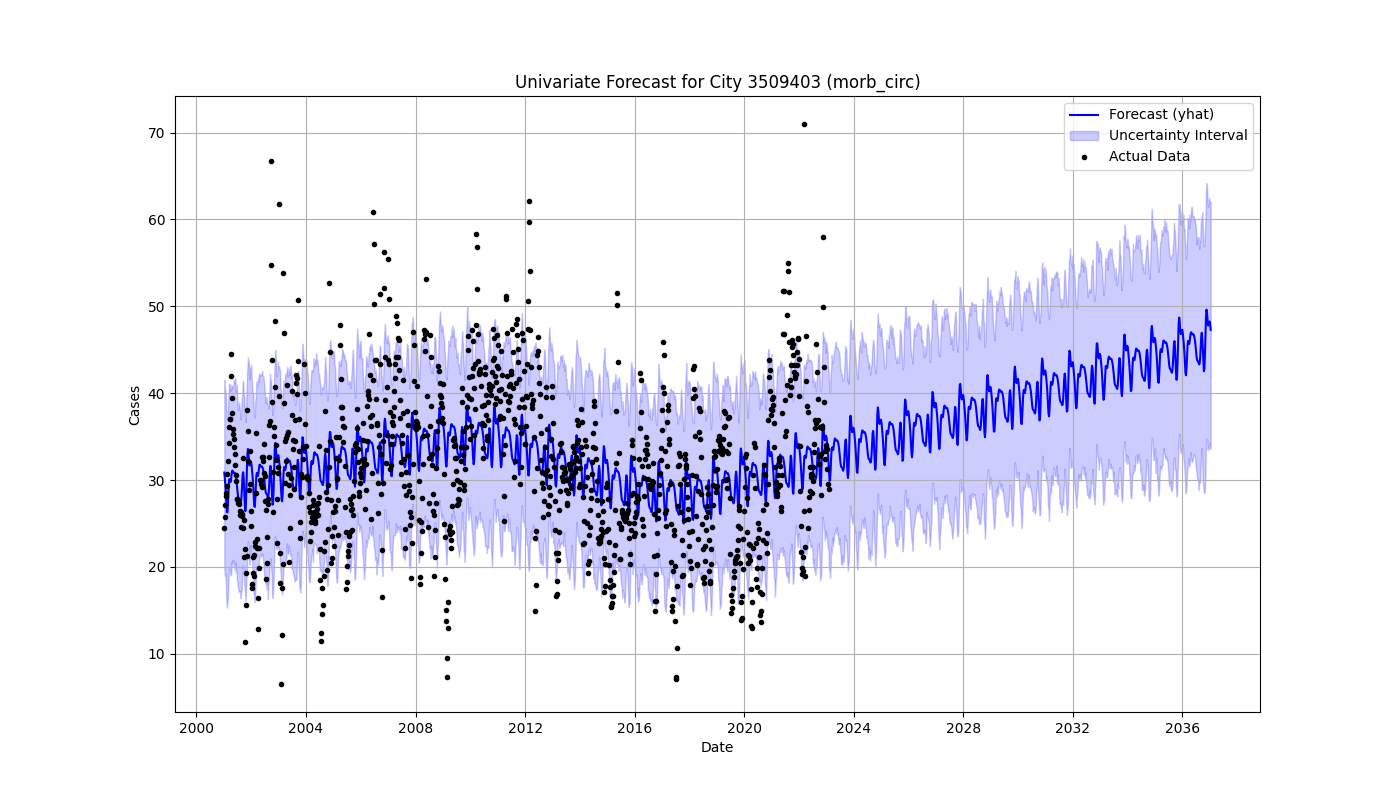 Univariate Forecast for City 3509403 (morb_circ)
Forecast (yhat)
Uncertainty Interval
Actual Data
70
60
50
40
30
20
10
Cases
2000 2004 2008 2012 2016 2020 2024 2028 2032 2036
Date